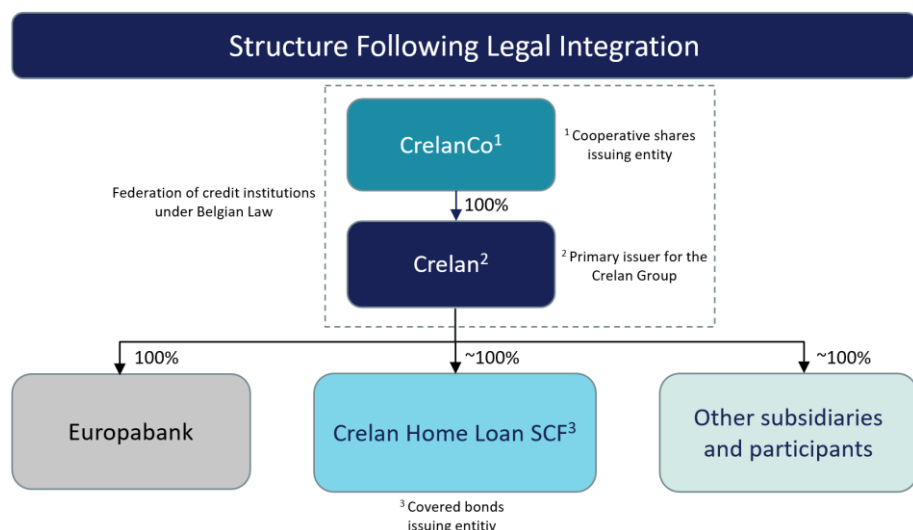 Structure Following Legal Integration
CrelanCo¹
¹ Cooperative shares
issuing entity
Federation of credit institutions
under Belgian Law
100%
Crelan²
² Primary issuer for the
Crelan Group
100%
~100%
~100%
Europabank
Crelan Home Loan SCF³
Other subsidiaries
and participants
³ Covered bonds
issuing entitiy